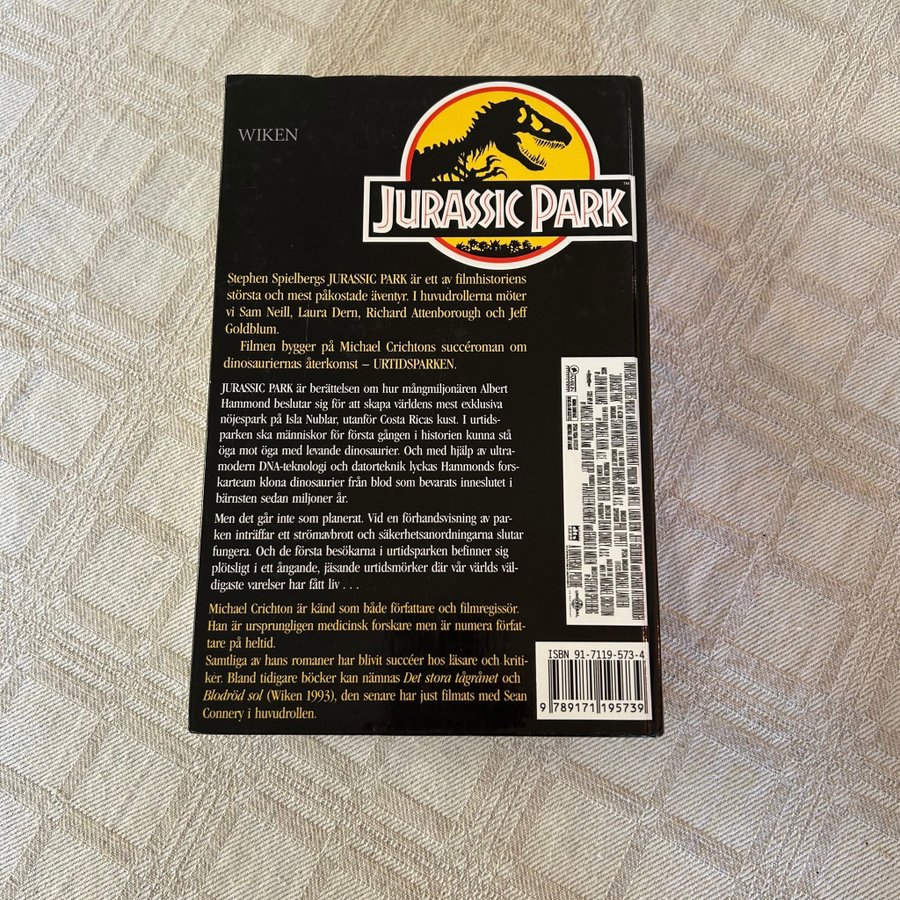 WIKEN
JURASSIC PARK™
Stephen Spielbergs JURASSIC PARK är ett av filmhistoriens
största och mest påkostade äventyr. I huvudrollerna möter
vi Sam Neill, Laura Dern, Richard Attenborough och Jeff
Goldblum.
Filmen bygger på Michael Crichtons succéroman om
dinosauriernas återkomst – URTIDSPARKEN.
JURASSIC PARK är berättelsen om hur mångmiljonären Albert
Hammond beslutar sig för att skapa världens mest exklusiva
nöjespark på Isla Nublar, utanför Costa Ricas kust. I urtids-
parken ska människor för första gången i historien kunna stå
öga mot öga med levande dinosaurier. Och med hjälp av ultra-
modern DNA-teknologi och datorteknik lyckas Hammonds fors-
karteam klona dinosaurier från blod som bevarats inneslutet i
bärnsten sedan miljoner år.
Men det går inte som planerat. Vid en förhandsvisning av par-
ken inträffar ett strömavbrott och säkerhetsanordningarna slutar
fungera. Och de första besökarna i urtidsparken befinner sig
plötsligt i ett ångande, jäsande urtidsmörker där vår världs väl-
digaste varelser har fått liv . . .
Michael Crichton är känd som både författare och filmregissör.
Han är ursprungligen medicinsk forskare men är numera förfat-
tare på heltid.
Samtliga av hans romaner har blivit succéer hos läsare och kriti-
ker. Bland tidigare böcker kan nämnas Det stora tågrånet och
Blodröd sol (Wiken 1993), den senare har just filmats med Sean
Connery i huvudrollen.
ISBN 91-7119-573-4
9 789171 195739